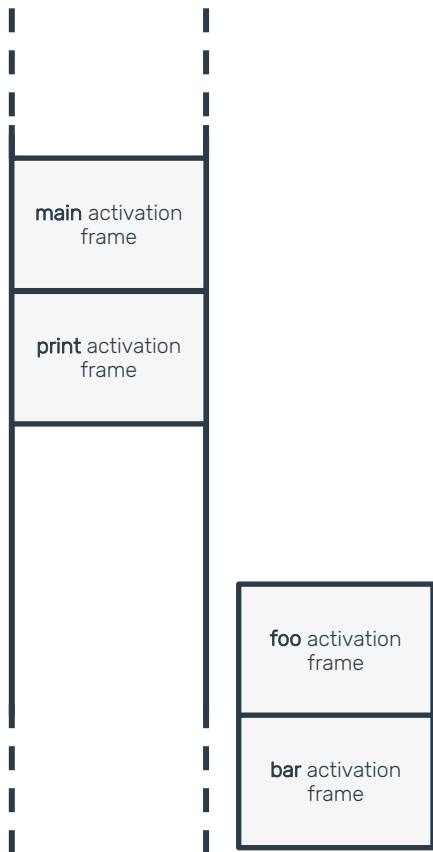 main activation
frame
print activation
frame
foo activation
frame
bar activation
frame